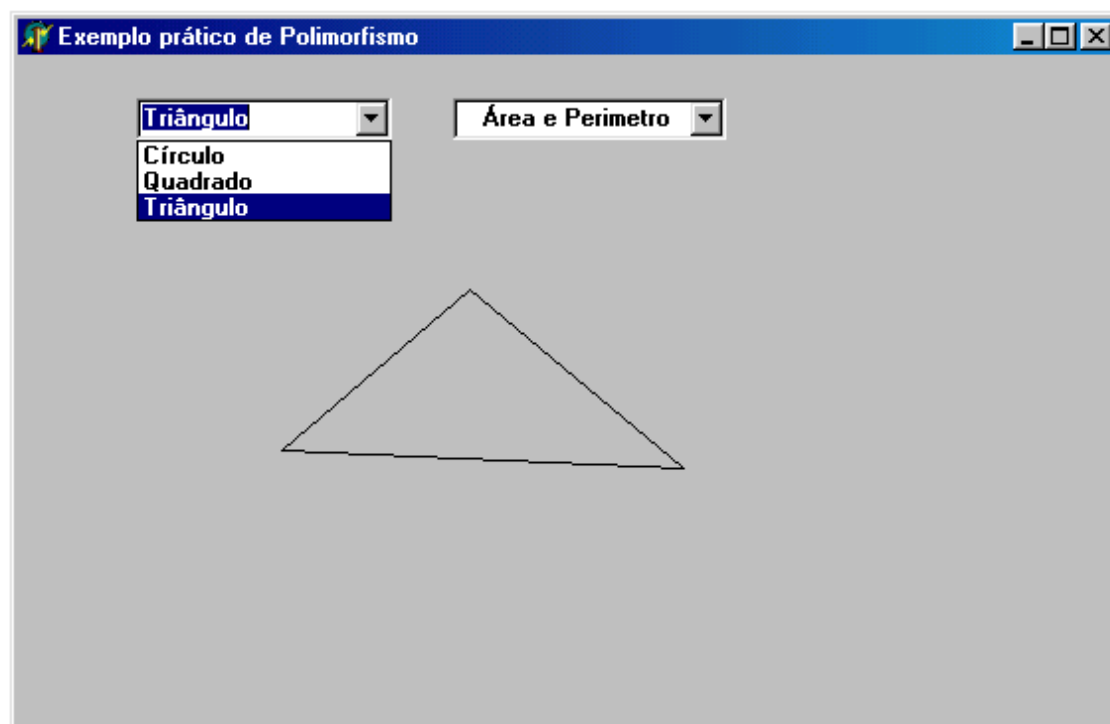 Exemplo prático de Polimorfismo
Triângulo
Área e Perimetro
Círculo
Quadrado
Triângulo